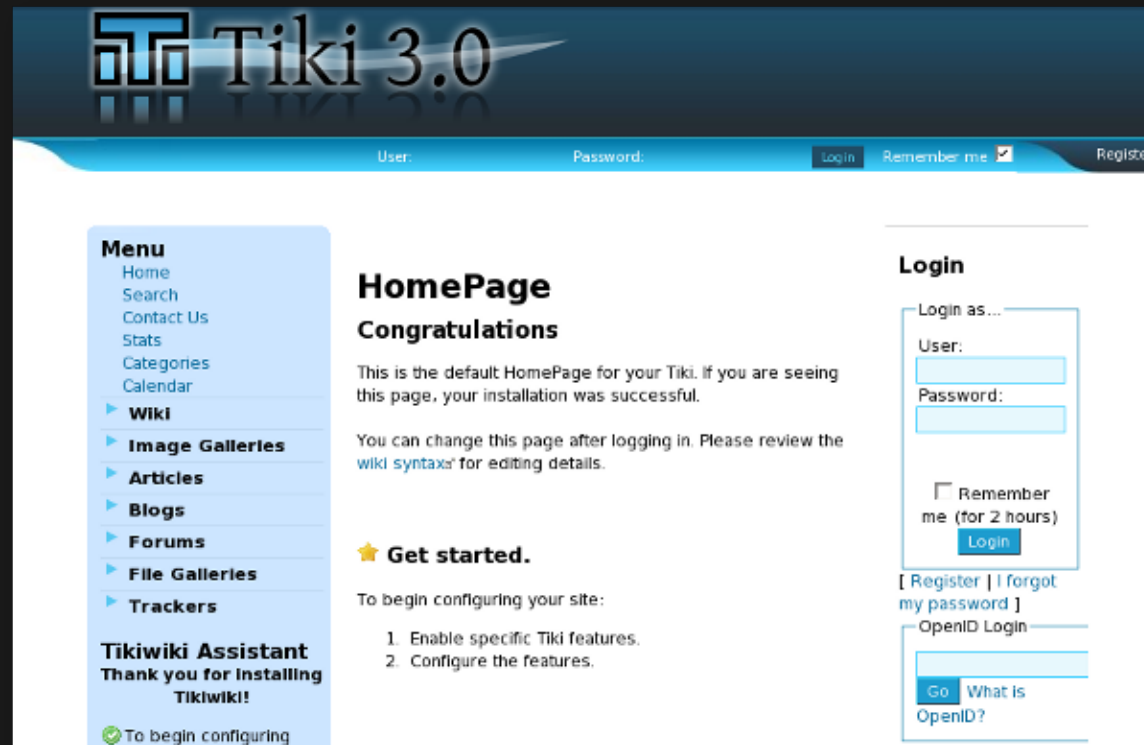 Tiki 3.0
User:
Password:
Login
Remember me
Registe
Menu
Home
Search
Contact Us
Stats
Categories
Calendar
Wiki
Image Galleries
Articles
Blogs
Forums
File Galleries
Trackers
Tikiwiki Assistant
Thank you for installing
Tikiwiki!
To begin configuring
HomePage
Congratulations
This is the default HomePage for your Tiki. If you are seeing
this page, your installation was successful.
You can change this page after logging in. Please review the
wiki syntax for editing details.
Get started.
To begin configuring your site:
1. Enable specific Tiki features.
2. Configure the features.
Login
Login as...
User:
Password:
Remember
me (for 2 hours)
Login
[ Register | I forgot
my password ]
OpenID Login
Go What is
OpenID?